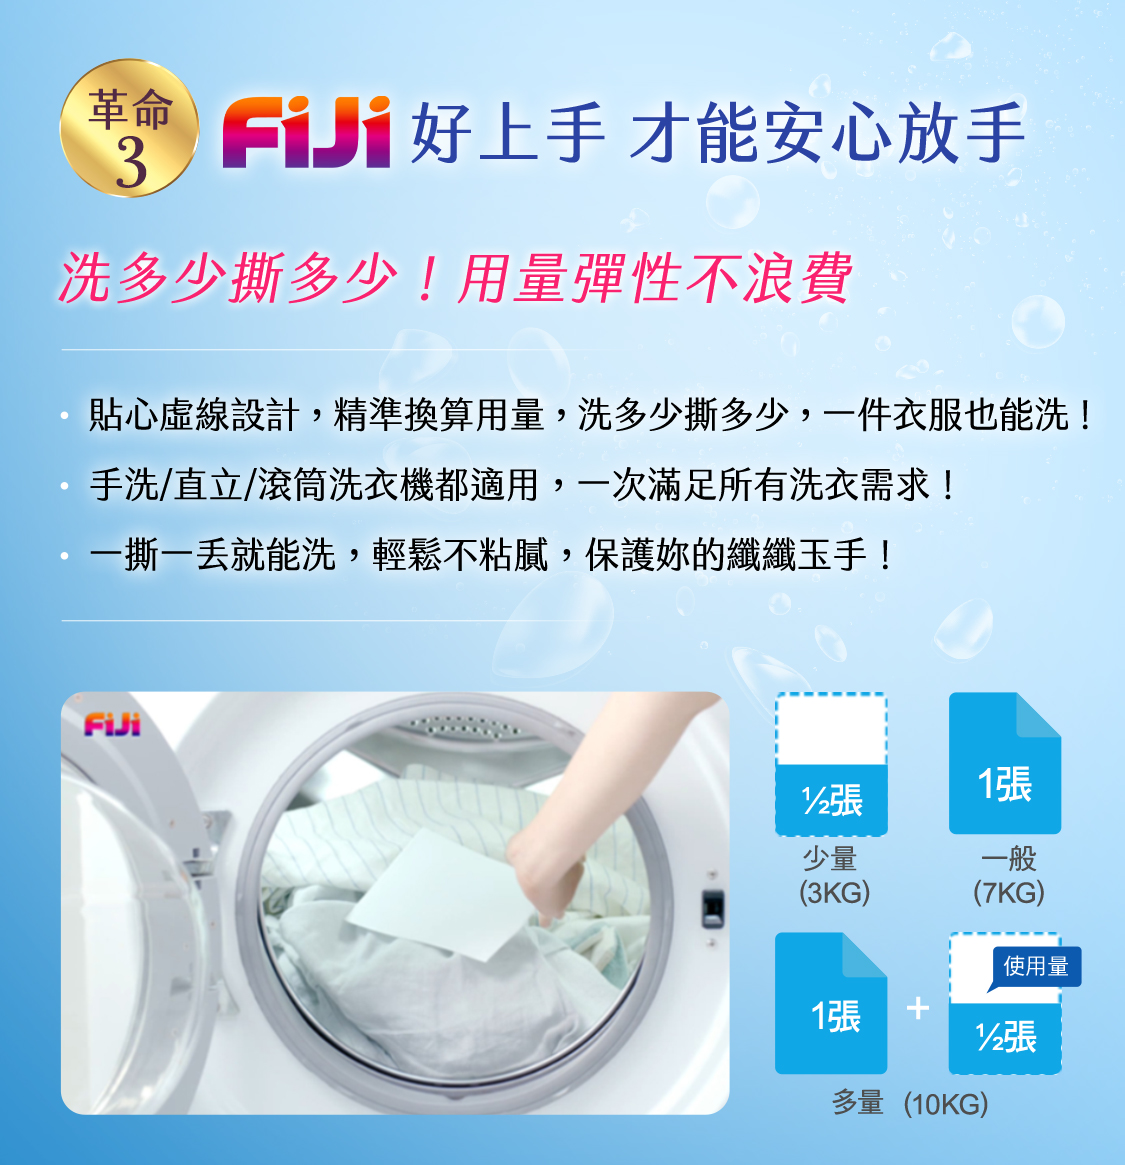 革命
3
FiJi 好上手 才能安心放手
洗多少撕多少！用量彈性不浪費
· 貼心虛線設計，精準換算用量，洗多少撕多少，一件衣服也能洗！
· 手洗/直立/滾筒洗衣機都適用，一次滿足所有洗衣需求！
· 一撕一丟就能洗，輕鬆不粘膩，保護妳的纖纖玉手！
FiJi
½張
少量
(3KG)
1張
一般
(7KG)
1張
+
使用量
½張
多量 (10KG)